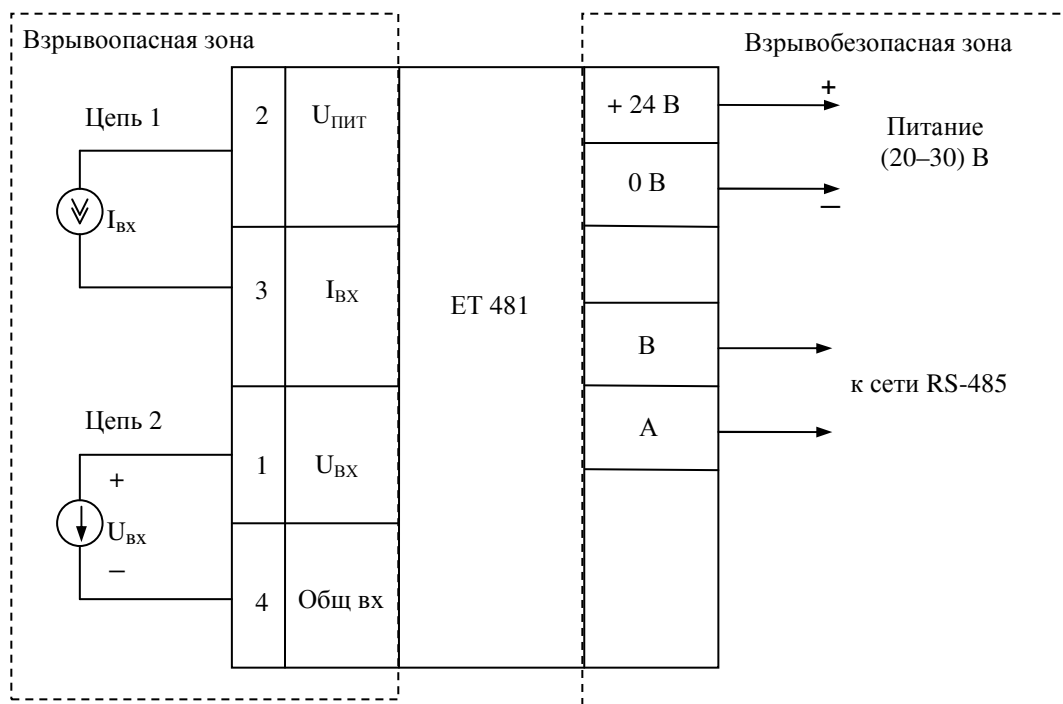 Взрывоопасная зона
Взрывобезопасная зона
Цепь 1
2
UПИТ
Iвх
3
IВХ
Цепь 2
1
UВХ
+
Uвх
–
4
Общ вх
ЕТ 481
+ 24 В
+
0 В
–
Питание
(20–30) В
В
А
к сети RS-485